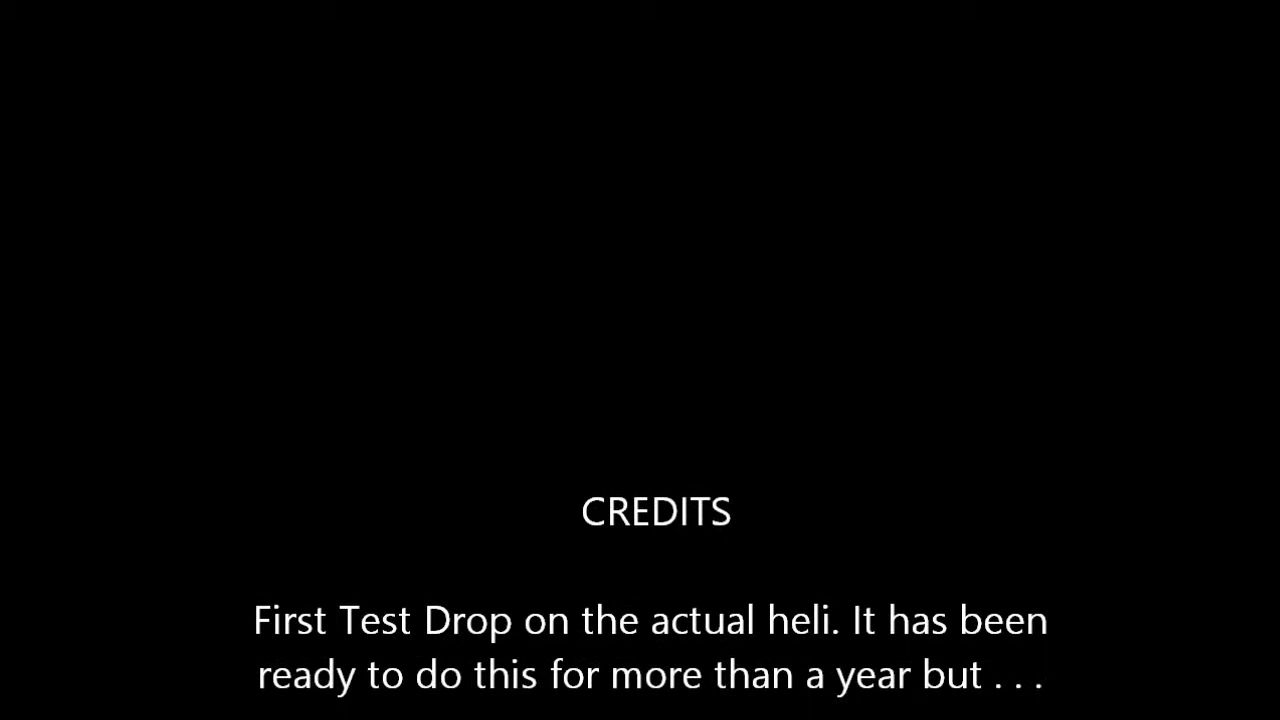 CREDITS
First Test Drop on the actual heli. It has been
ready to do this for more than a year but . . .